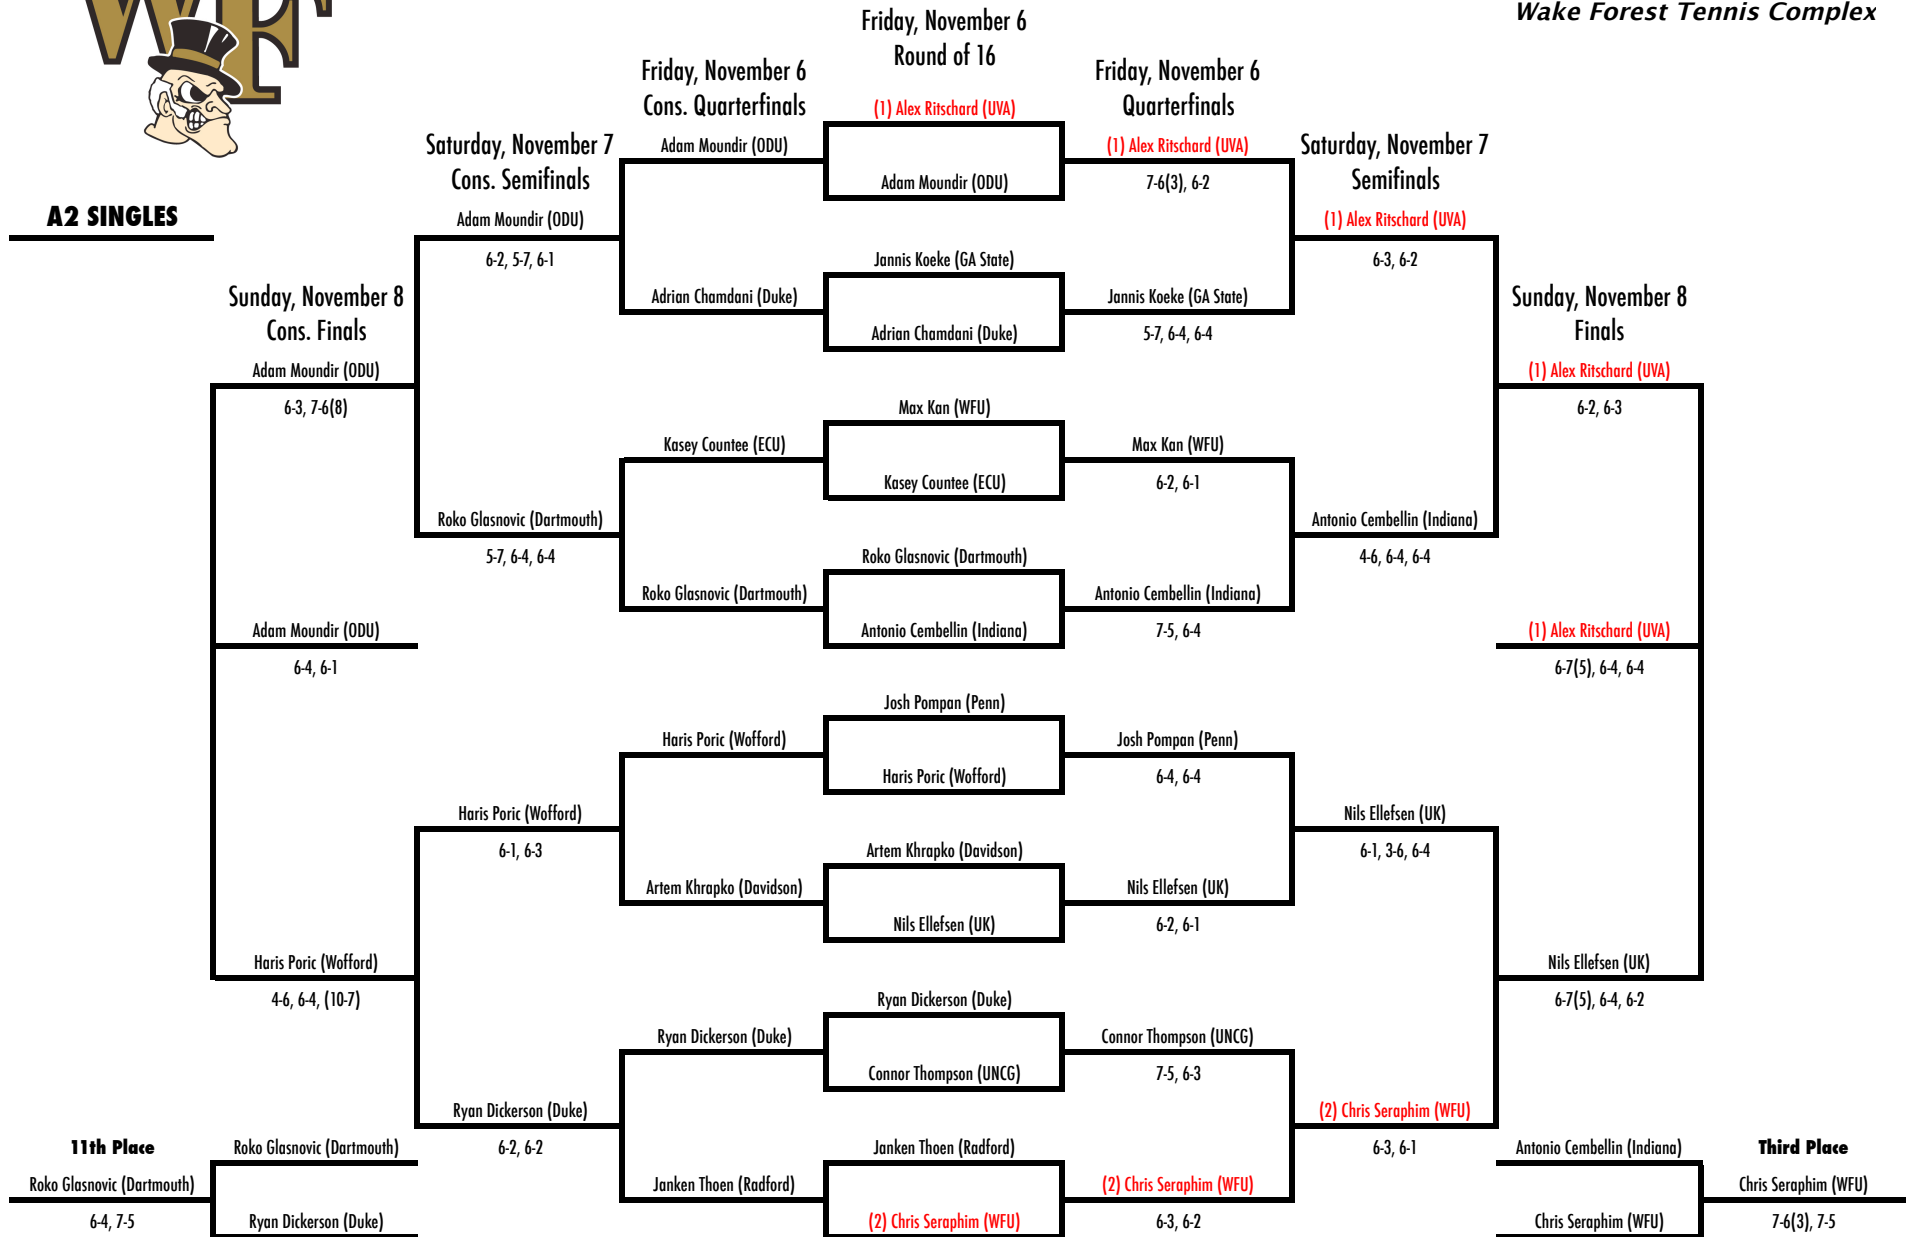 WF
Wake Forest Tennis Complex
Friday, November 6
Round of 16
Friday, November 6
Cons. Quarterfinals
Friday, November 6
Quarterfinals
Saturday, November 7
Cons. Semifinals
Saturday, November 7
Semifinals
A2 SINGLES
Sunday, November 8
Cons. Finals
Sunday, November 8
Finals
Adam Moundir (ODU)
6-3, 7-6(8)
Adam Moundir (ODU)
6-4, 6-1
Haris Poric (Wofford)
4-6, 6-4, (10-7)
Adam Moundir (ODU)
6-2, 5-7, 6-1
Roko Glasnovic (Dartmouth)
5-7, 6-4, 6-4
Haris Poric (Wofford)
6-1, 6-3
Ryan Dickerson (Duke)
6-2, 6-2
Adam Moundir (ODU)
Adrian Chamdani (Duke)
Kasey Countee (ECU)
Roko Glasnovic (Dartmouth)
Haris Poric (Wofford)
Artem Khrapko (Davidson)
Ryan Dickerson (Duke)
Janken Thoen (Radford)
(1) Alex Ritschard (UVA)
Adam Moundir (ODU)
Jannis Koeke (GA State)
Adrian Chamdani (Duke)
Max Kan (WFU)
Kasey Countee (ECU)
Roko Glasnovic (Dartmouth)
Antonio Cembellin (Indiana)
Josh Pompan (Penn)
Haris Poric (Wofford)
Artem Khrapko (Davidson)
Nils Ellefsen (UK)
Ryan Dickerson (Duke)
Connor Thompson (UNCG)
Janken Thoen (Radford)
(2) Chris Seraphim (WFU)
(1) Alex Ritschard (UVA)
7-6(3), 6-2
Jannis Koeke (GA State)
5-7, 6-4, 6-4
Max Kan (WFU)
6-2, 6-1
Antonio Cembellin (Indiana)
7-5, 6-4
Josh Pompan (Penn)
6-4, 6-4
Nils Ellefsen (UK)
6-2, 6-1
Connor Thompson (UNCG)
7-5, 6-3
(2) Chris Seraphim (WFU)
6-3, 6-2
(1) Alex Ritschard (UVA)
6-3, 6-2
Antonio Cembellin (Indiana)
4-6, 6-4, 6-4
Nils Ellefsen (UK)
6-1, 3-6, 6-4
(2) Chris Seraphim (WFU)
6-3, 6-1
(1) Alex Ritschard (UVA)
6-2, 6-3
(1) Alex Ritschard (UVA)
6-7(5), 6-4, 6-4
Nils Ellefsen (UK)
6-7(5), 6-4, 6-2
11th Place
Roko Glasnovic (Dartmouth)
Roko Glasnovic (Dartmouth)
6-4, 7-5
Ryan Dickerson (Duke)
Antonio Cembellin (Indiana)
Third Place
Chris Seraphim (WFU)
Chris Seraphim (WFU)
7-6(3), 7-5